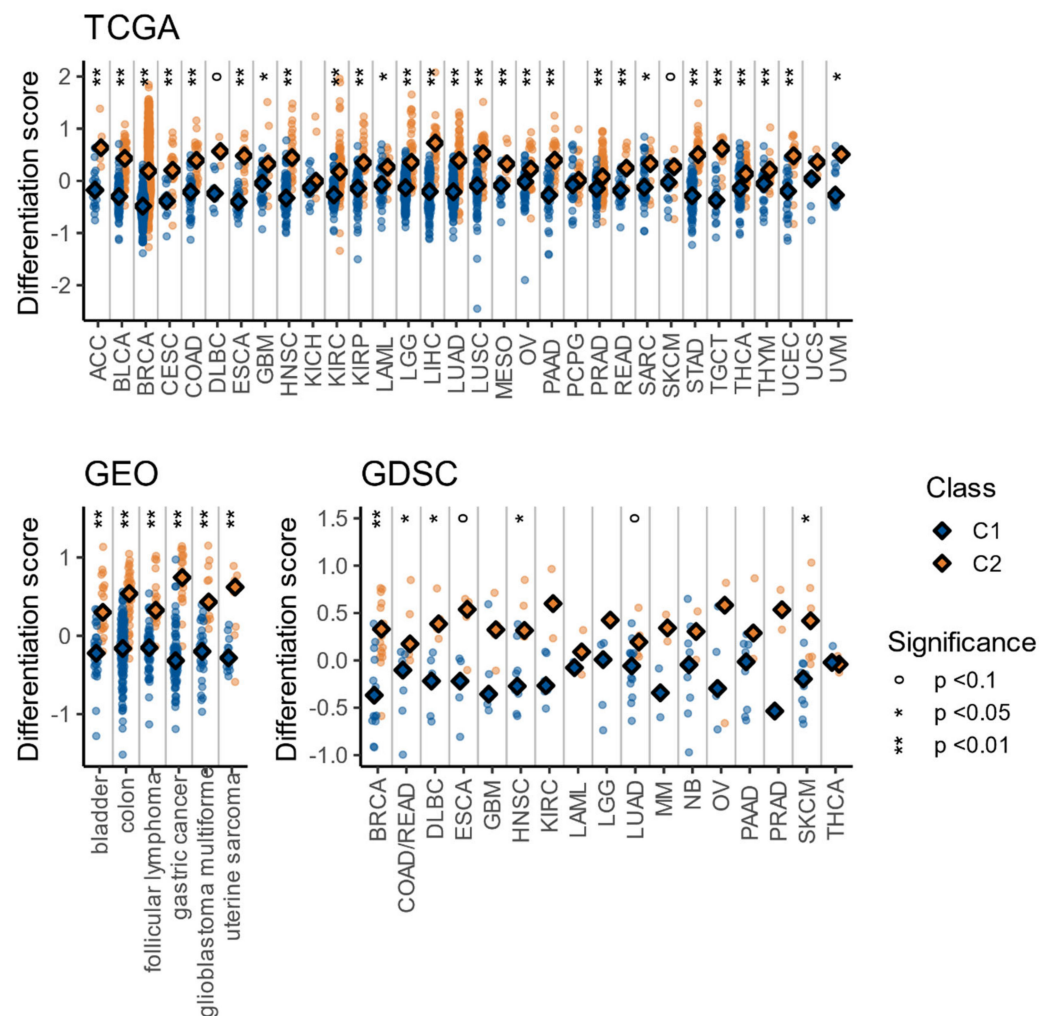 TCGA
Differentiation score
2
1
0
-1
-2
** ** ** ** ** o ** * ** ** ** * ** ** ** ** ** ** ** ** ** * o ** ** ** ** ** *
ACC
BLCA
BRCA
CESC
COAD
DLBC
ESCA
GBM
HNSC
KICH
KIRC
KIRP
LAML
LGG
LIHC
LUAD
LUSC
MESO
OV
PAAD
PCPG
PRAD
READ
SARC
SKCM
STAD
TGCT
THCA
THYM
UCEC
UCS
UVM
GEO
Differentiation score
1
0
-1
** ** ** ** ** **
bladder
colon
follicular lymphoma
gastric cancer
glioblastoma multiforme
uterine sarcoma
GDSC
Differentiation score
1.5
1.0
0.5
0.0
-0.5
-1.0
** * * o * o *
BRCA
COAD/READ
DLBC
ESCA
GBM
HNSC
KIRC
LAML
LGG
LUAD
MM
NB
OV
PAAD
PRAD
SKCM
THCA
Class
C1
C2
Significance
o p <0.1
* p <0.05
** p <0.01